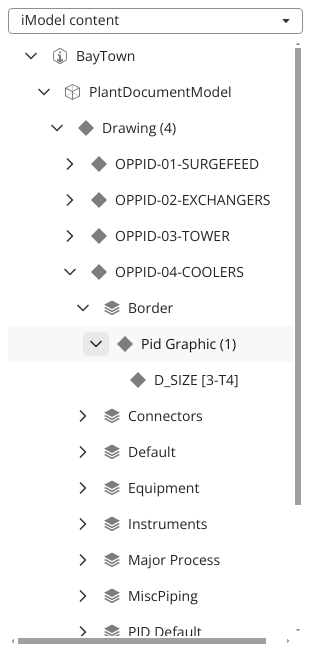 iModel content
BayTown
PlantDocumentModel
Drawing (4)
OPPID-01-SURGEFEED
OPPID-02-EXCHANGERS
OPPID-03-TOWER
OPPID-04-COOLERS
Border
Pid Graphic (1)
D_SIZE [3-T4]
Connectors
Default
Equipment
Instruments
Major Process
MiscPiping
PID Default